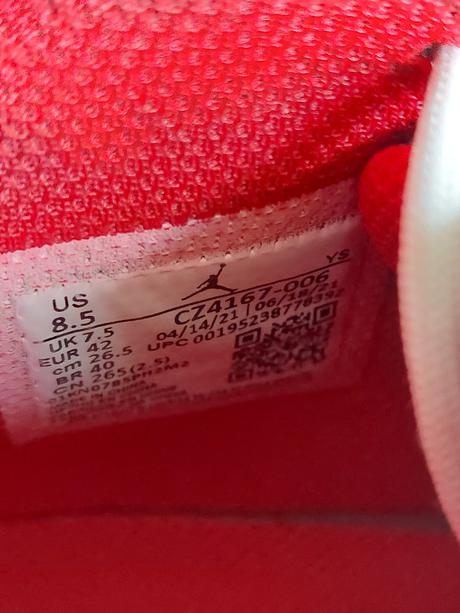 YS
US
8.5
CZ4167-006
UK 7.5
04/14/21 | 06/18/21
EUR 42
UPC
cm 26.5
BR 40
CN 265(2.5)